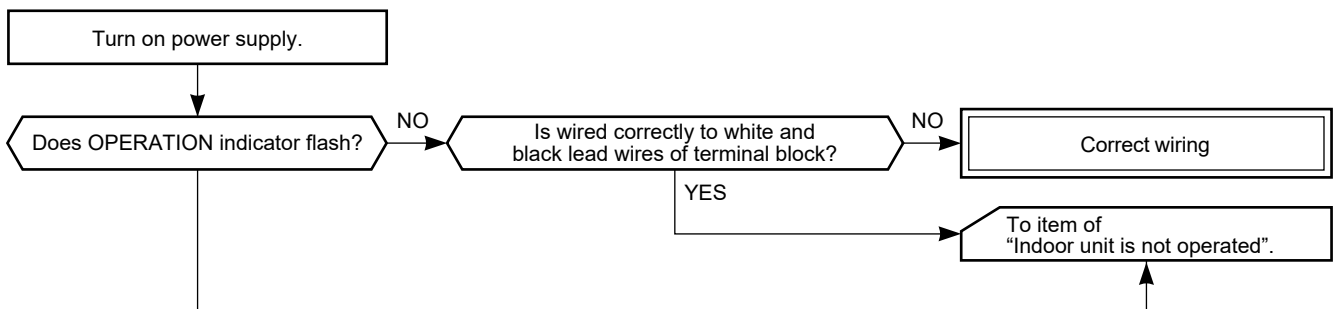 Turn on power supply.
Does OPERATION indicator flash?
NO
Is wired correctly to white and
black lead wires of terminal block?
NO
Correct wiring
YES
To item of
“Indoor unit is not operated”.